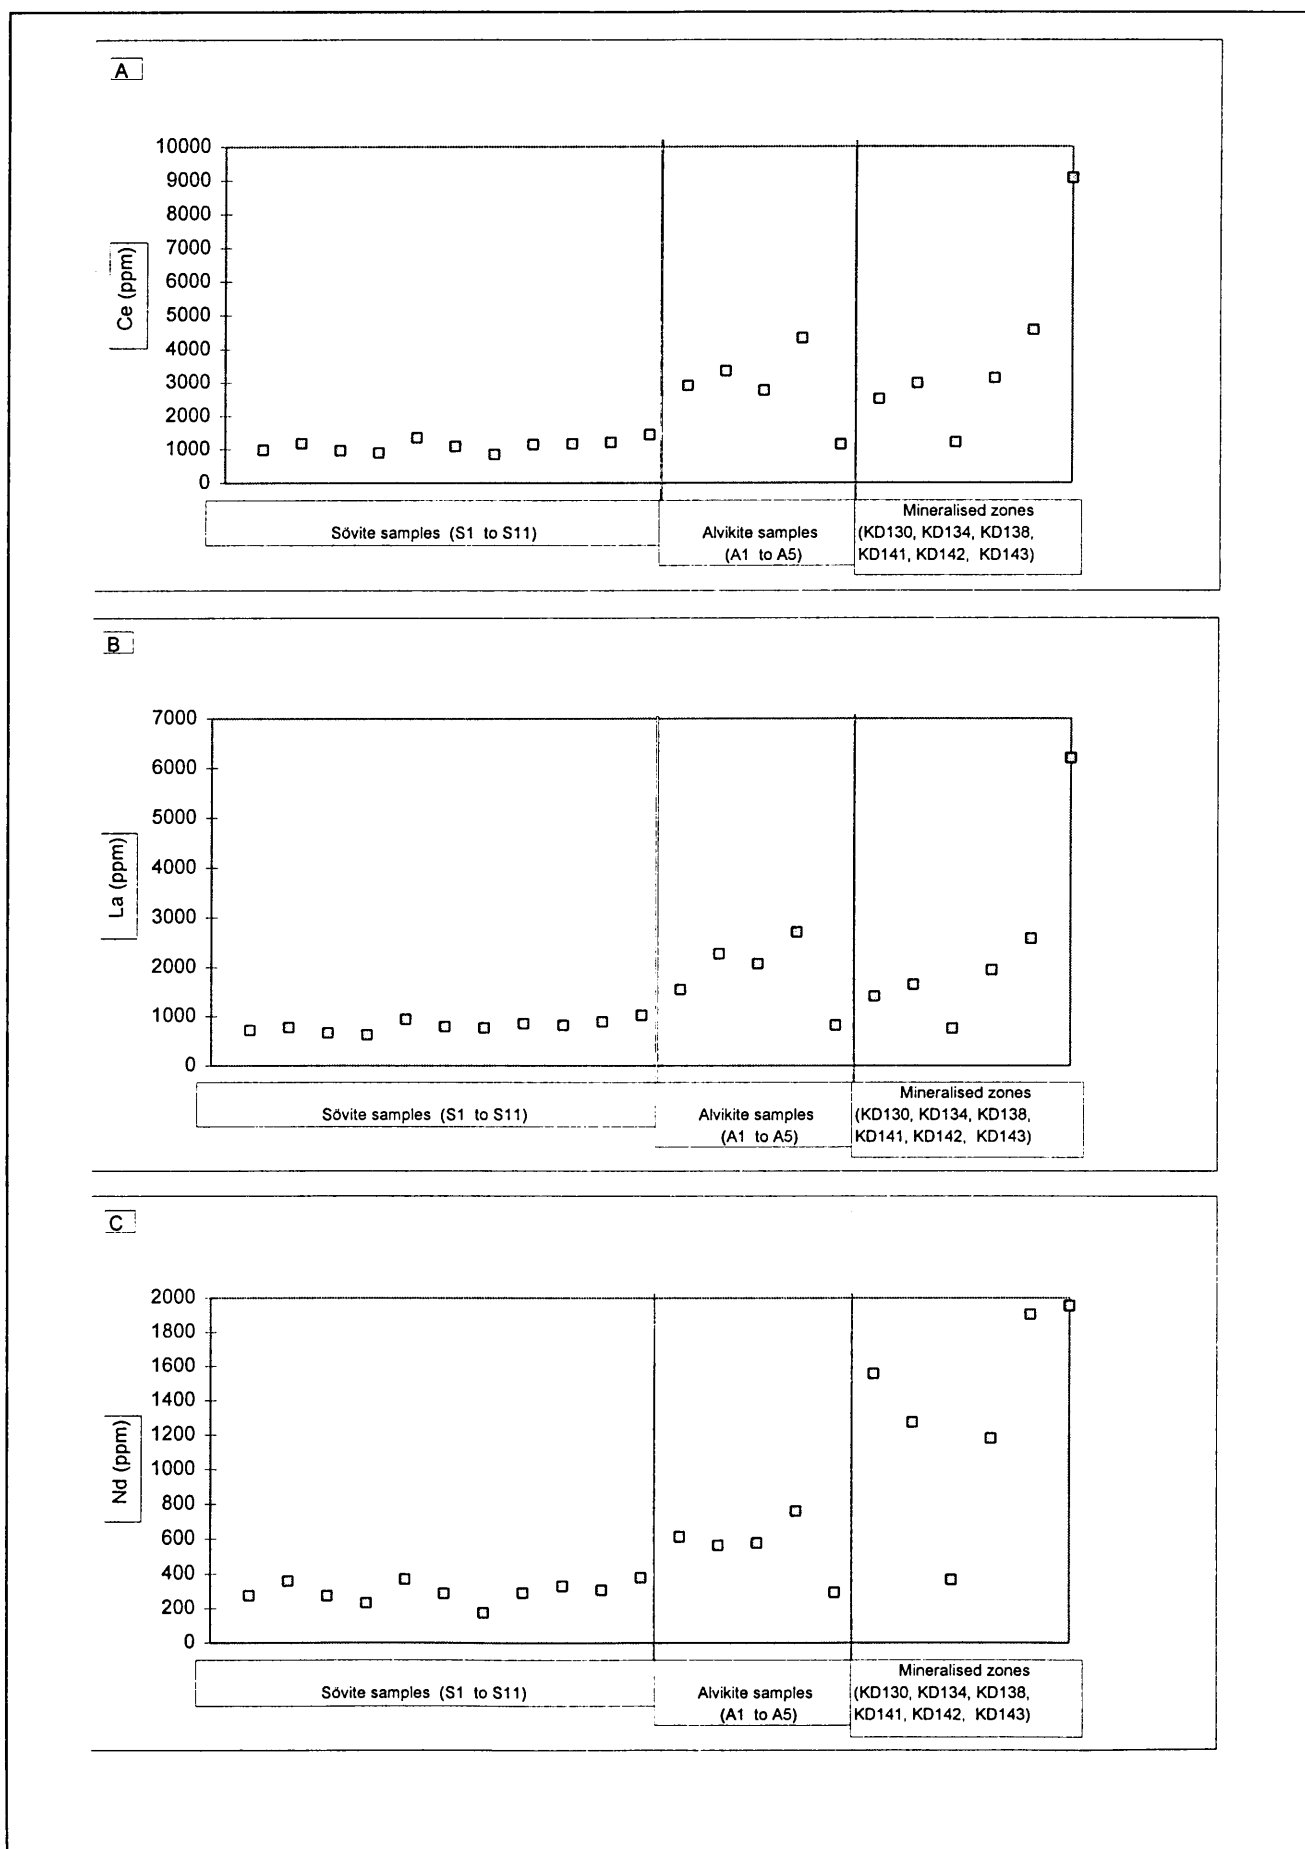 A
10000
9000
8000
7000
6000
5000
4000
3000
2000
1000
0
Ce (ppm)
Sövite samples (S1 to S11)
Alvikite samples
(A1 to A5)
Mineralised zones
(KD130, KD134, KD138,
KD141, KD142, KD143)
B
7000
6000
5000
4000
3000
2000
1000
0
La (ppm)
Sövite samples (S1 to S11)
Alvikite samples
(A1 to A5)
Mineralised zones
(KD130, KD134, KD138,
KD141, KD142, KD143)
C
2000
1800
1600
1400
1200
1000
800
600
400
200
0
Nd (ppm)
Sövite samples (S1 to S11)
Alvikite samples
(A1 to A5)
Mineralised zones
(KD130, KD134, KD138,
KD141, KD142, KD143)